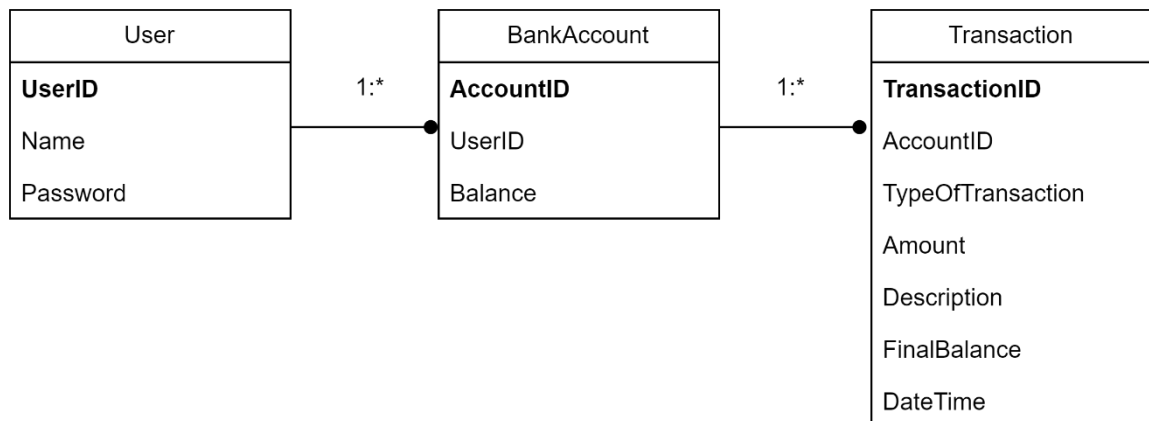 User
UserID
Name
Password
1:*
BankAccount
AccountID
UserID
Balance
1:*
Transaction
TransactionID
AccountID
TypeOfTransaction
Amount
Description
FinalBalance
DateTime